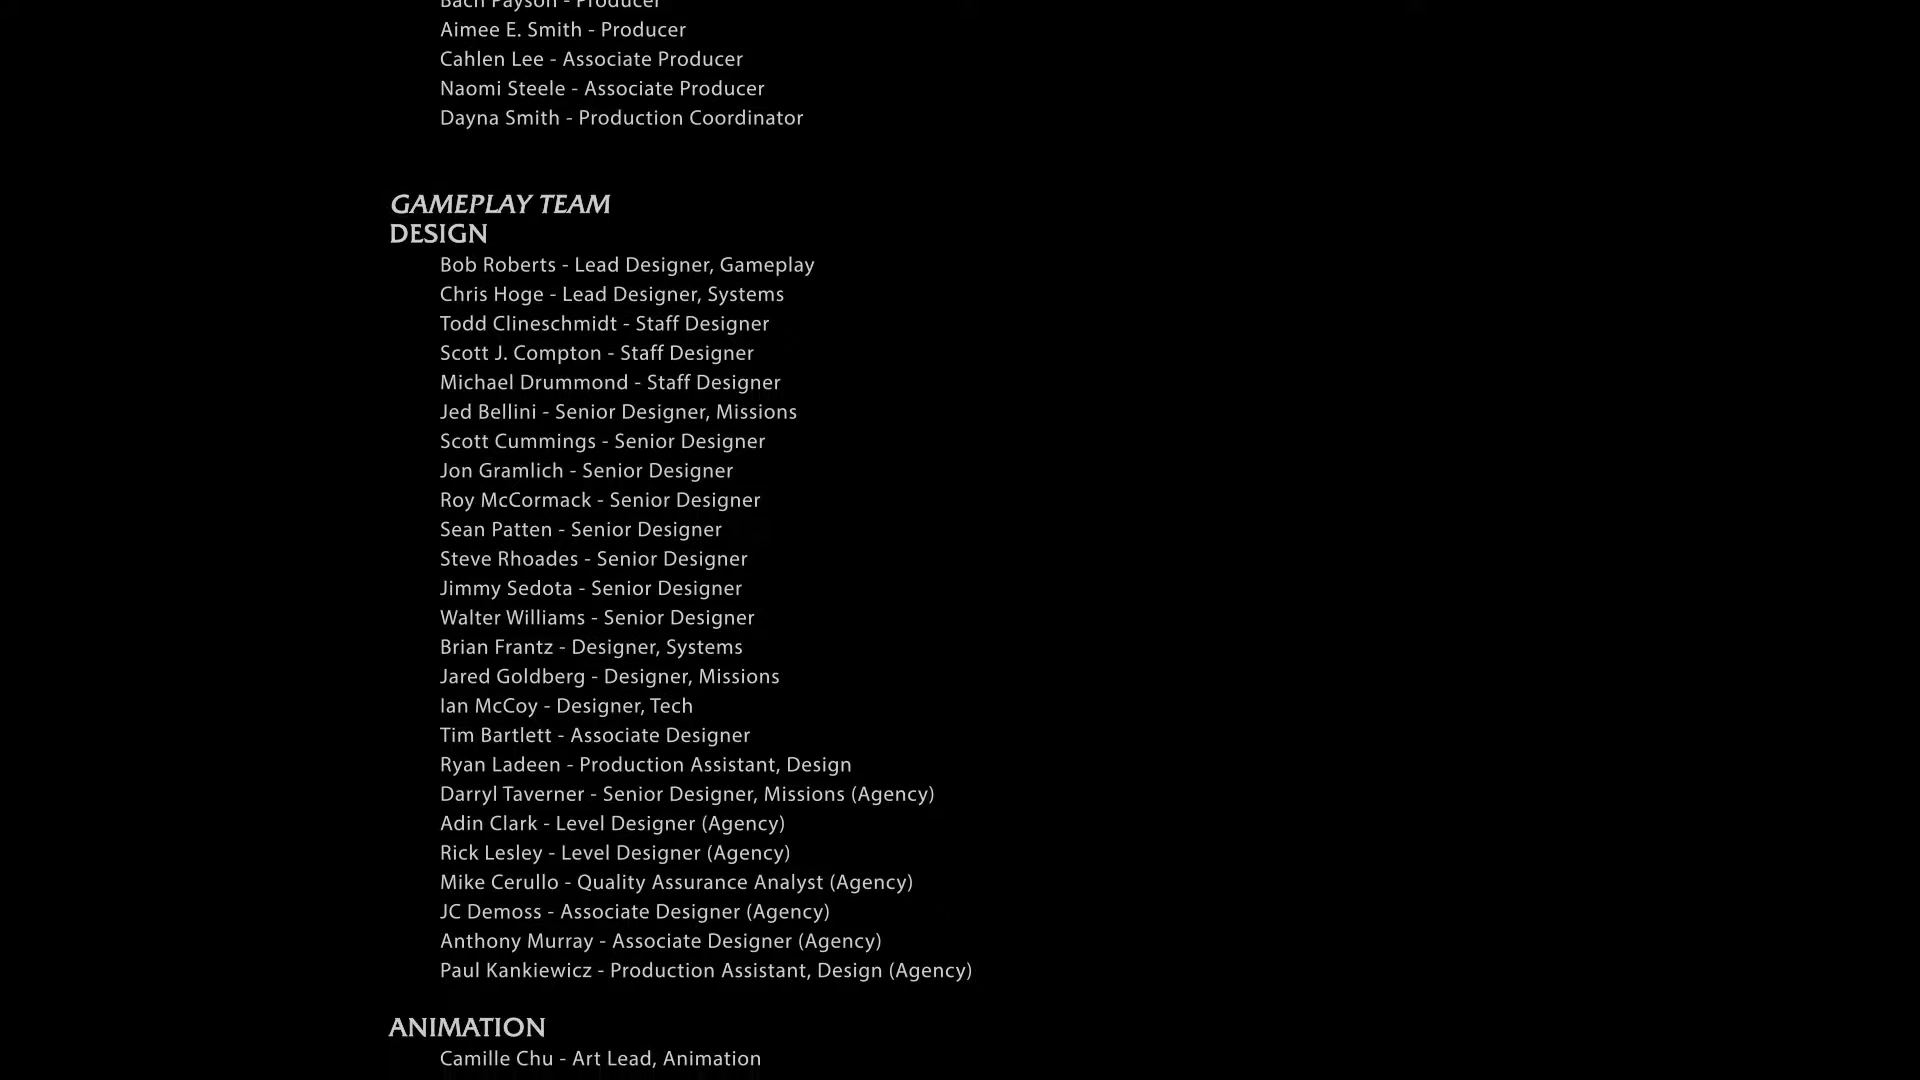 Bach Payson - Producer
Aimee E. Smith - Producer
Cahlen Lee - Associate Producer
Naomi Steele - Associate Producer
Dayna Smith - Production Coordinator
GAMEPLAY TEAM
DESIGN
Bob Roberts - Lead Designer, Gameplay
Chris Hoge - Lead Designer, Systems
Todd Clineschmidt - Staff Designer
Scott J. Compton - Staff Designer
Michael Drummond - Staff Designer
Jed Bellini - Senior Designer, Missions
Scott Cummings - Senior Designer
Jon Gramlich - Senior Designer
Roy McCormack - Senior Designer
Sean Patten - Senior Designer
Steve Rhoades - Senior Designer
Jimmy Sedota - Senior Designer
Walter Williams - Senior Designer
Brian Frantz - Designer, Systems
Jared Goldberg - Designer, Missions
Ian McCoy - Designer, Tech
Tim Bartlett - Associate Designer
Ryan Ladeen - Production Assistant, Design
Darryl Taverner - Senior Designer, Missions (Agency)
Adin Clark - Level Designer (Agency)
Rick Lesley - Level Designer (Agency)
Mike Cerullo - Quality Assurance Analyst (Agency)
JC Demoss - Associate Designer (Agency)
Anthony Murray - Associate Designer (Agency)
Paul Kankiewicz - Production Assistant, Design (Agency)
ANIMATION
Camille Chu - Art Lead, Animation